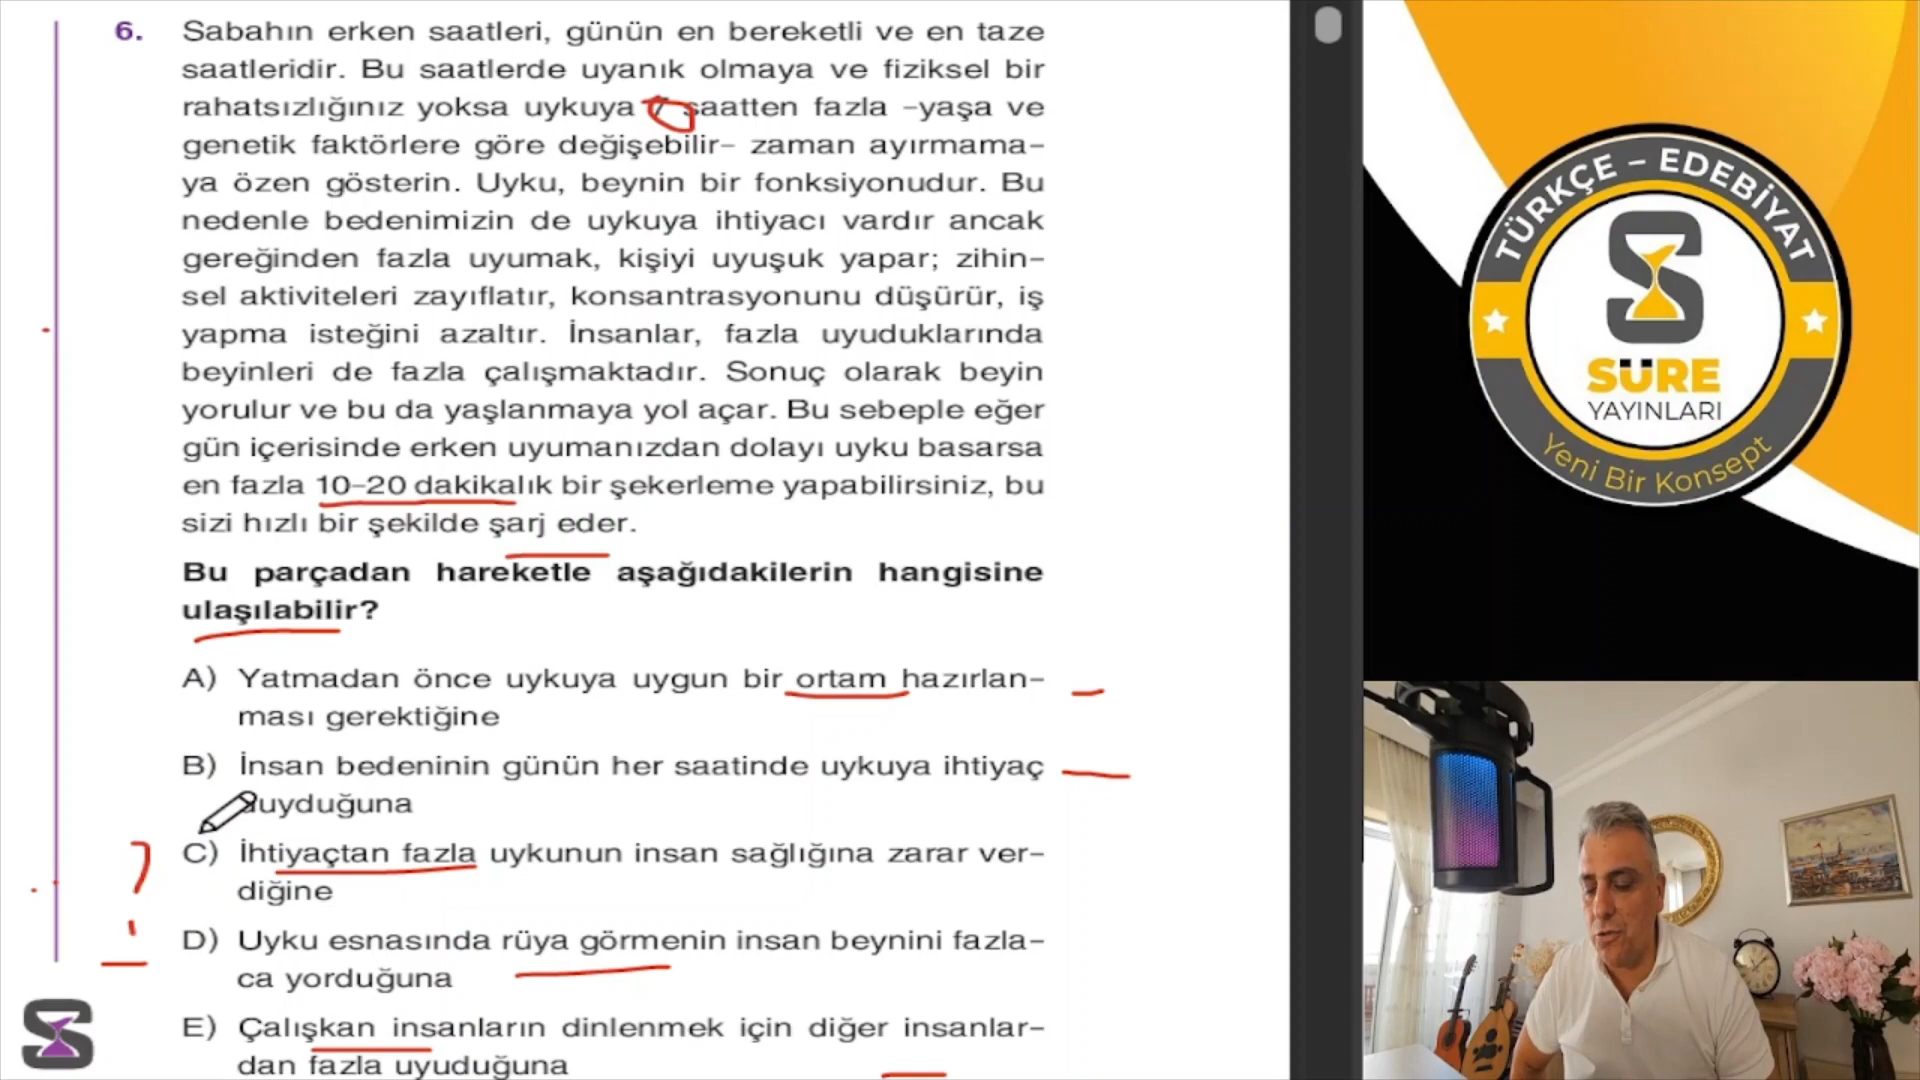 6. Sabahın erken saatleri, günün en bereketli ve en taze
saatleridir. Bu saatlerde uyanık olmaya ve fiziksel bir
rahatsızlığınız yoksa uykuya 7 saatten fazla –yaşa ve
genetik faktörlere göre değişebilir– zaman ayırmama-
ya özen gösterin. Uyku, beynin bir fonksiyonudur. Bu
nedenle bedenimizin de uykuya ihtiyacı vardır ancak
gereğinden fazla uyumak, kişiyi uyuşuk yapar; zihin-
sel aktiviteleri zayıflatır, konsantrasyonunu düşürür, iş
yapma isteğini azaltır. İnsanlar, fazla uyuduklarında
beyinleri de fazla çalışmaktadır. Sonuç olarak beyin
yorulur ve bu da yaşlanmaya yol açar. Bu sebeple eğer
gün içerisinde erken uyumanızdan dolayı uyku basarsa
en fazla 10–20 dakikalık bir şekerleme yapabilirsiniz, bu
sizi hızlı bir şekilde şarj eder.
Bu parçadan hareketle aşağıdakilerin hangisine
ulaşılabilir?
A) Yatmadan önce uykuya uygun bir ortam hazırlan-
ması gerektiğine
B) İnsan bedeninin günün her saatinde uykuya ihtiyaç
duyduğuna
C) İhtiyaçtan fazla uykunun insan sağlığına zarar ver-
diğine
D) Uyku esnasında rüya görmenin insan beynini fazla-
ca yorduğuna
E) Çalışkan insanların dinlenmek için diğer insanlar-
dan fazla uyuduğuna
TÜRKÇE – EDEBİYAT
SÜRE
YAYINLARI
Yeni Bir Konsept